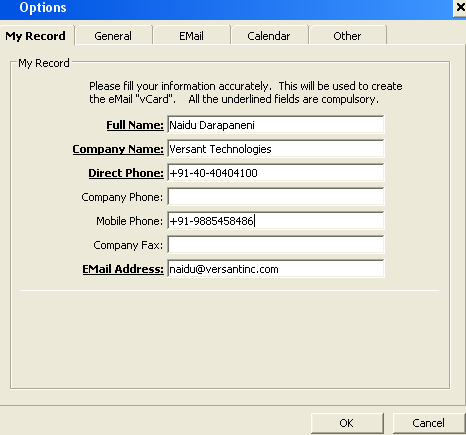 Options
My Record General EMail Calendar Other
My Record
Please fill your information accurately. This will be used to create
the eMail "vCard". All the underlined fields are compulsory.
Full Name: Naidu Darapaneni
Company Name: Versant Technologies
Direct Phone: +91-40-40404100
Company Phone:
Mobile Phone: +91-9885458486
Company Fax:
EMail Address: naidu@versantinc.com
OK Cancel